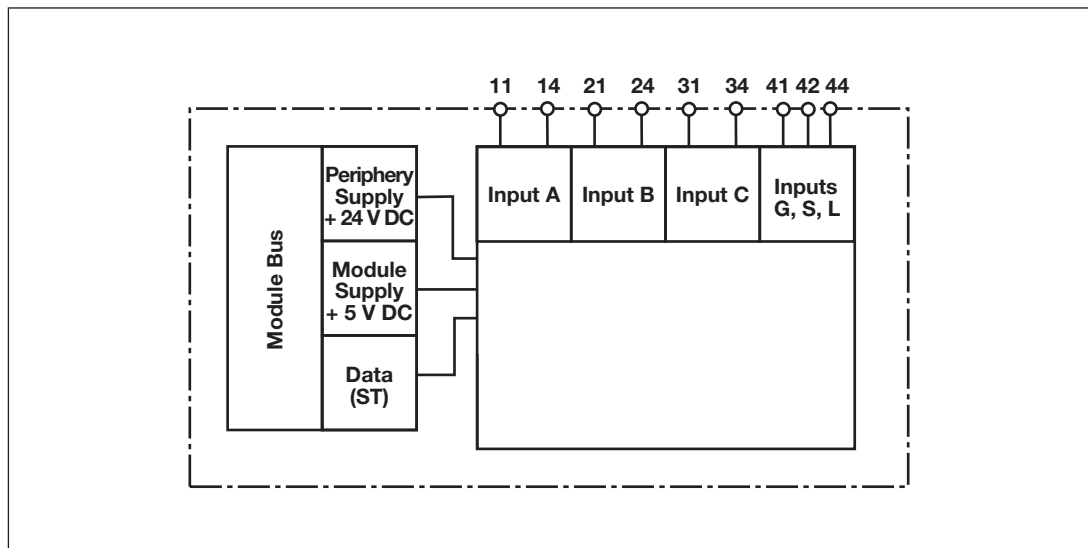 11 14 21 24 31 34 41 42 44
Module Bus
Periphery
Supply
+ 24 V DC
Module
Supply
+ 5 V DC
Data
(ST)
Input A
Input B
Input C
Inputs
G, S, L